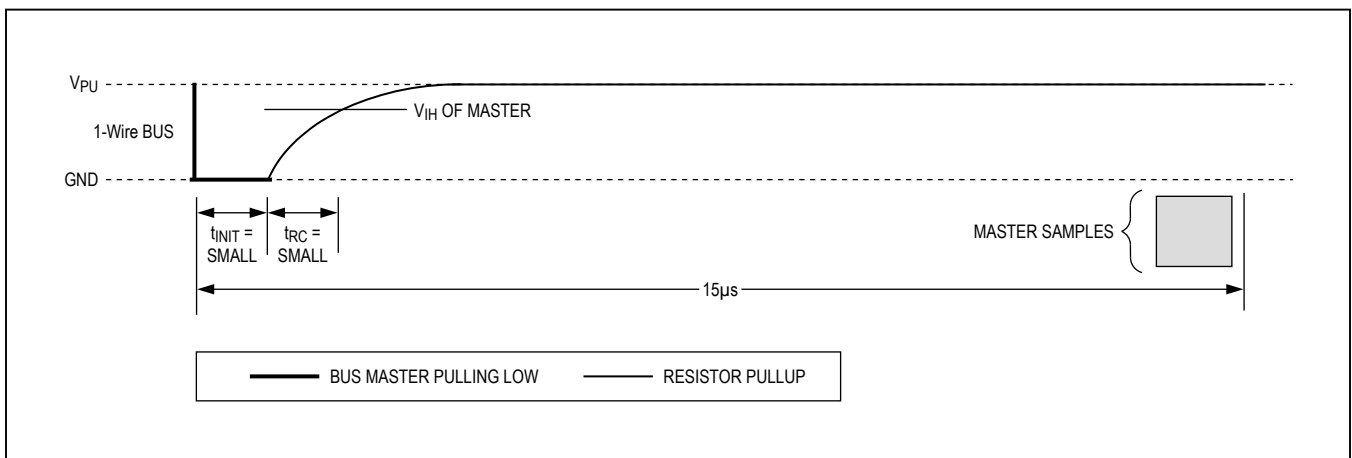 VPU
1-Wire BUS
VIH OF MASTER
GND
tINIT =
SMALL
tRC =
SMALL
MASTER SAMPLES
15µs
BUS MASTER PULLING LOW
RESISTOR PULLUP